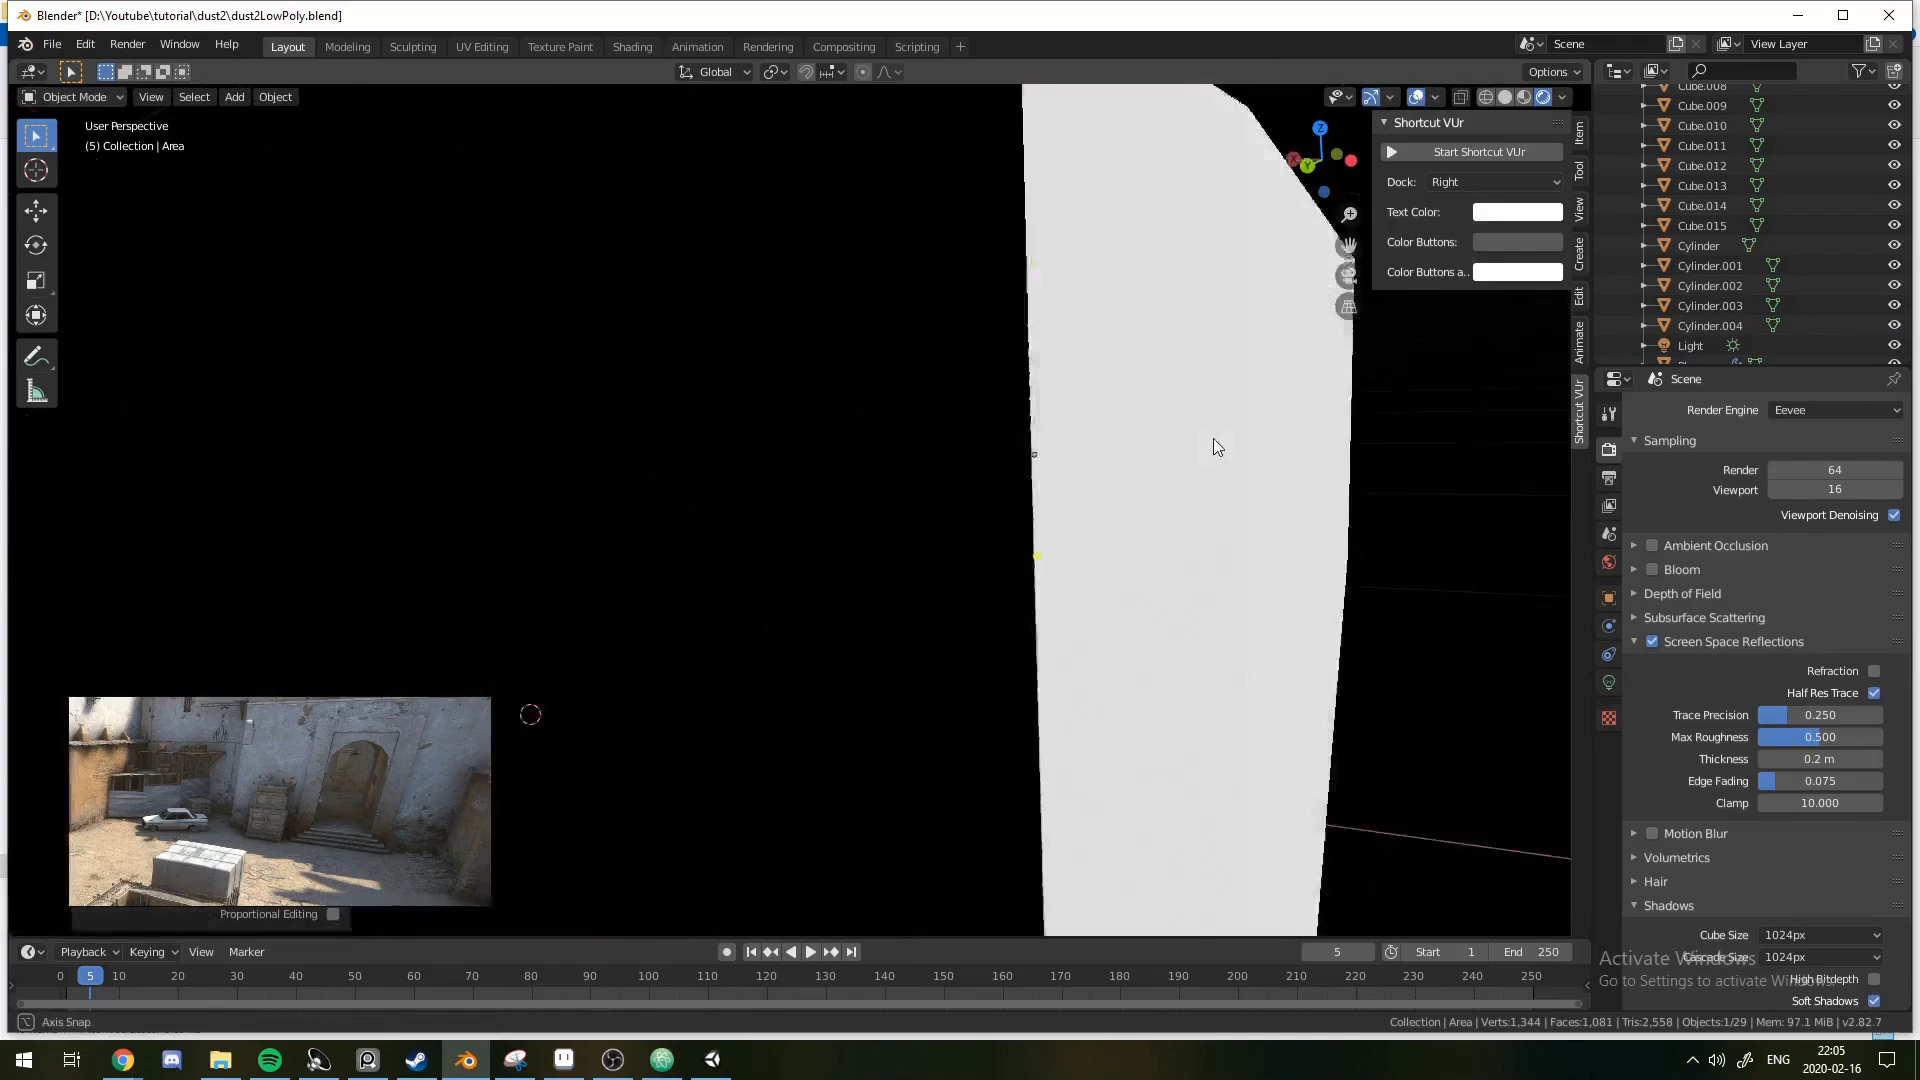 Blender* [D:\Youtube\tutorial\dust2\dust2LowPoly.blend]
File Edit Render Window Help
Layout Modeling Sculpting UV Editing Texture Paint Shading Animation Rendering Compositing Scripting +
Scene View Layer
Global Options
Object Mode View Select Add Object
User Perspective
(5) Collection | Area
Shortcut VUr
Start Shortcut VUr
Dock: Right
Text Color:
Color Buttons:
Color Buttons a..
Z
Y
Item
Tool
View
Create
Edit
Animate
Shortcut VUr
Cube.008
Cube.009
Cube.010
Cube.011
Cube.012
Cube.013
Cube.014
Cube.015
Cylinder
Cylinder.001
Cylinder.002
Cylinder.003
Cylinder.004
Light
Scene
Render Engine Eevee
Sampling
Render 64
Viewport 16
Viewport Denoising
Ambient Occlusion
Bloom
Depth of Field
Subsurface Scattering
Screen Space Reflections
Refraction
Half Res Trace
Trace Precision 0.250
Max Roughness 0.500
Thickness 0.2 m
Edge Fading 0.075
Clamp 10.000
Motion Blur
Volumetrics
Hair
Shadows
Cube Size 1024px
Cascade Size 1024px
High Bitdepth
Soft Shadows
Activate Windows
Go to Settings to activate Windows.
Proportional Editing
Playback Keying View Marker
5 Start 1 End 250
0 5 10 20 30 40 50 60 70 80 90 100 110 120 130 140 150 160 170 180 190 200 210 220 230 240 250
Axis Snap
Collection | Area | Verts:1,344 | Faces:1,081 | Tris:2,558 | Objects:1/29 | Mem: 97.1 MiB | v2.82.7
ENG
22:05
2020-02-16